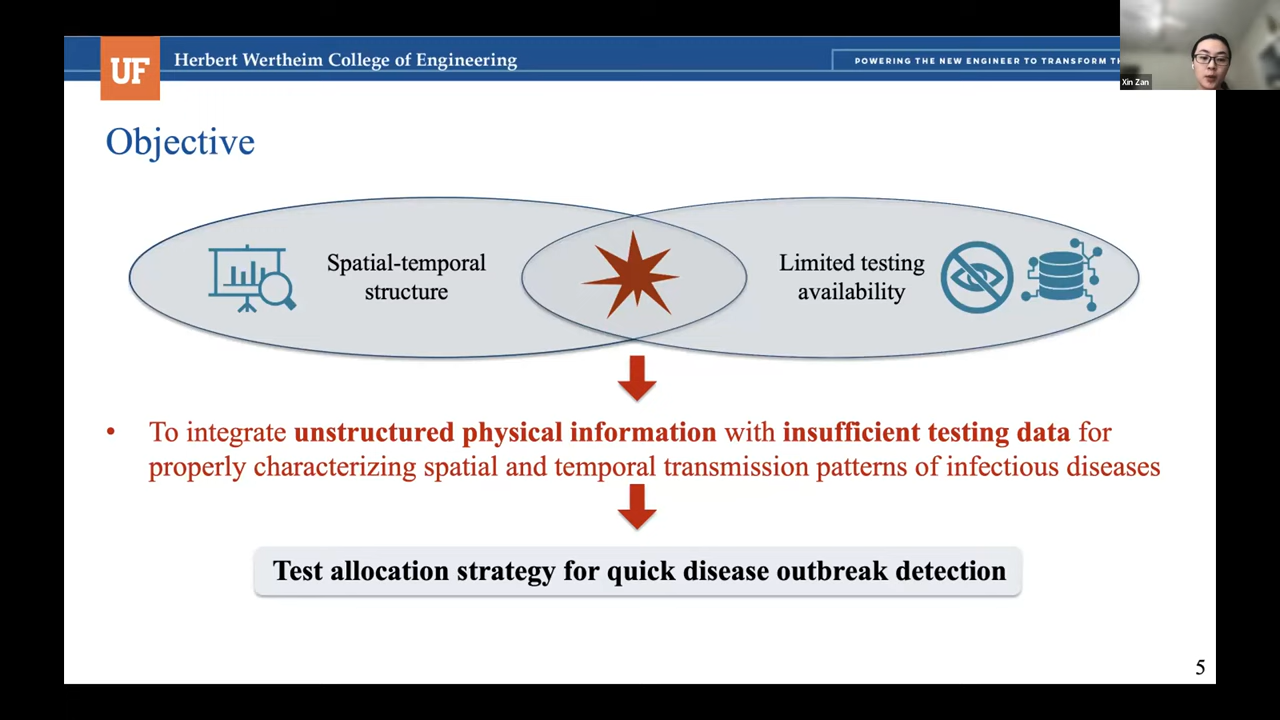 UF
Herbert Wertheim College of Engineering
POWERING THE NEW ENGINEER TO TRANSFORM
Xin Zan
Objective
Spatial-temporal
structure
Limited testing
availability
• To integrate unstructured physical information with insufficient testing data for
properly characterizing spatial and temporal transmission patterns of infectious diseases
Test allocation strategy for quick disease outbreak detection
5